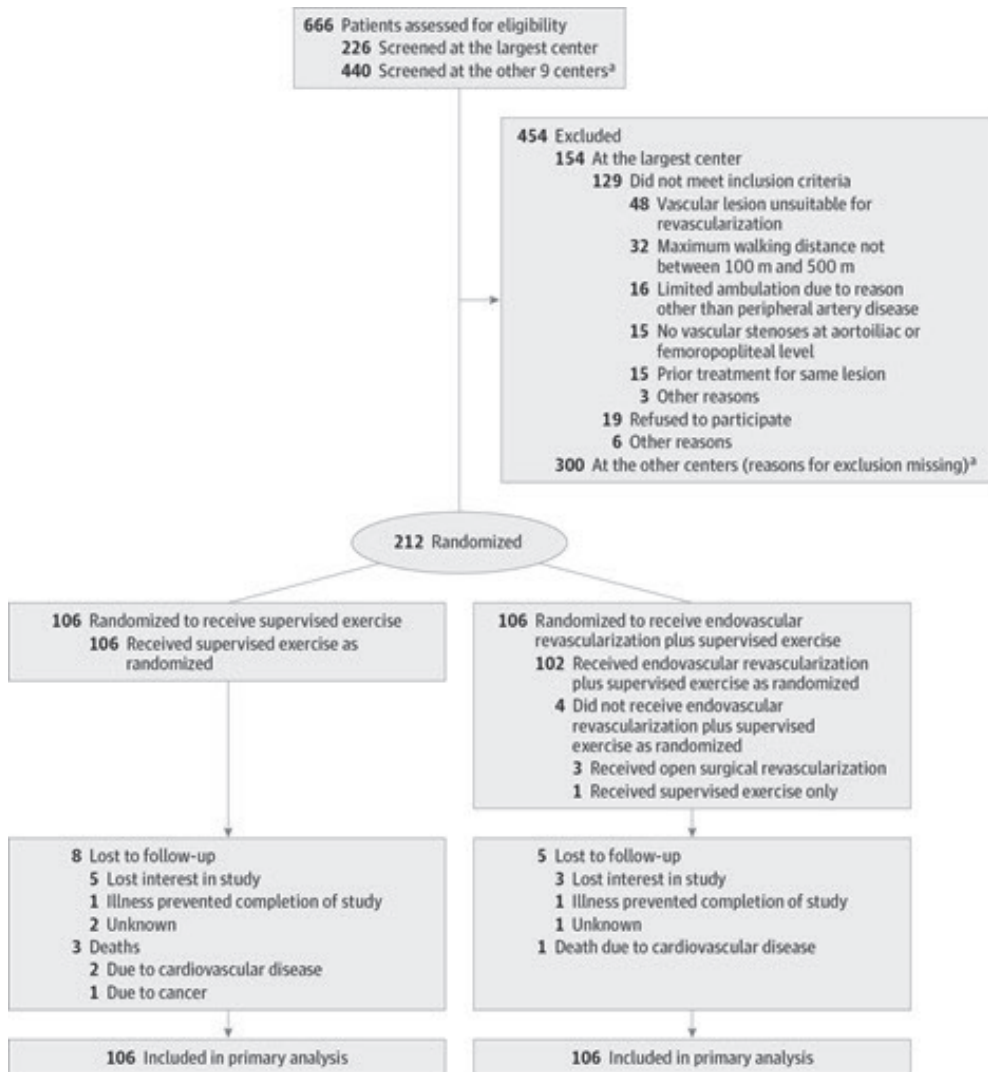 666 Patients assessed for eligibility
226 Screened at the largest center
440 Screened at the other 9 centersª
454 Excluded
154 At the largest center
129 Did not meet inclusion criteria
48 Vascular lesion unsuitable for
revascularization
32 Maximum walking distance not
between 100 m and 500 m
16 Limited ambulation due to reason
other than peripheral artery disease
15 No vascular stenoses at aortoiliac or
femoropopliteal level
15 Prior treatment for same lesion
3 Other reasons
19 Refused to participate
6 Other reasons
300 At the other centers (reasons for exclusion missing)ª
212 Randomized
106 Randomized to receive supervised exercise
106 Received supervised exercise as
randomized
106 Randomized to receive endovascular
revascularization plus supervised exercise
102 Received endovascular revascularization
plus supervised exercise as randomized
4 Did not receive endovascular
revascularization plus supervised
exercise as randomized
3 Received open surgical revascularization
1 Received supervised exercise only
8 Lost to follow-up
5 Lost interest in study
1 Illness prevented completion of study
2 Unknown
3 Deaths
2 Due to cardiovascular disease
1 Due to cancer
5 Lost to follow-up
3 Lost interest in study
1 Illness prevented completion of study
1 Unknown
1 Death due to cardiovascular disease
106 Included in primary analysis
106 Included in primary analysis